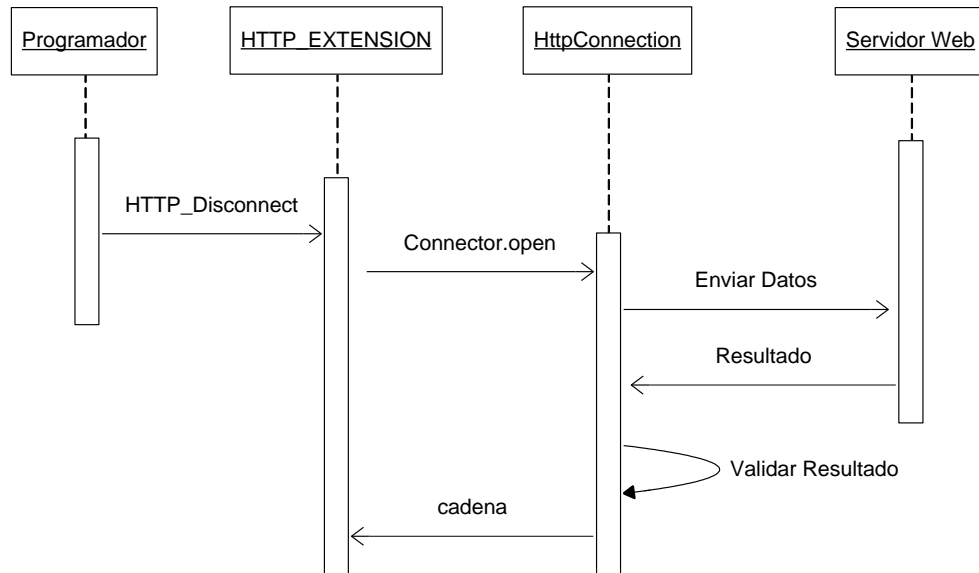 Programador
HTTP_EXTENSION
HttpConnection
Servidor Web
HTTP_Disconnect
Connector.open
Enviar Datos
Resultado
Validar Resultado
cadena